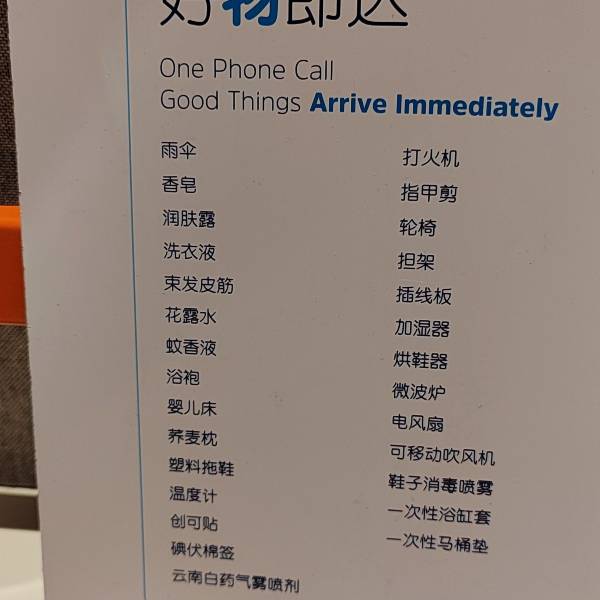 好物即达
One Phone Call
Good Things Arrive Immediately
雨伞
香皂
润肤露
洗衣液
束发皮筋
花露水
蚊香液
浴袍
婴儿床
荞麦枕
塑料拖鞋
温度计
创可贴
碘伏棉签
云南白药气雾喷剂
打火机
指甲剪
轮椅
担架
插线板
加湿器
烘鞋器
微波炉
电风扇
可移动吹风机
鞋子消毒喷雾
一次性浴缸套
一次性马桶垫